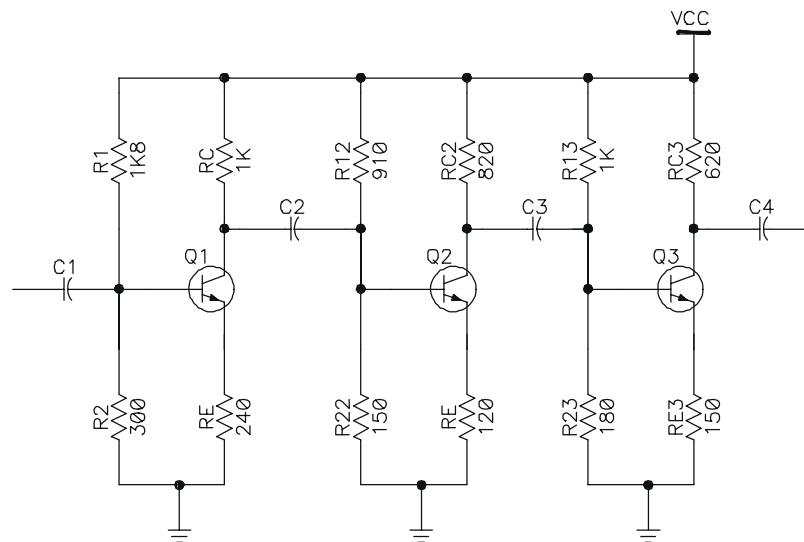 VCC
R1
1K8
RC
1K
R12
910
RC2
820
R13
1K
RC3
620
C2
C3
C4
C1
Q1
Q2
Q3
R2
300
RE
240
R22
150
RE
120
R23
180
RE3
150